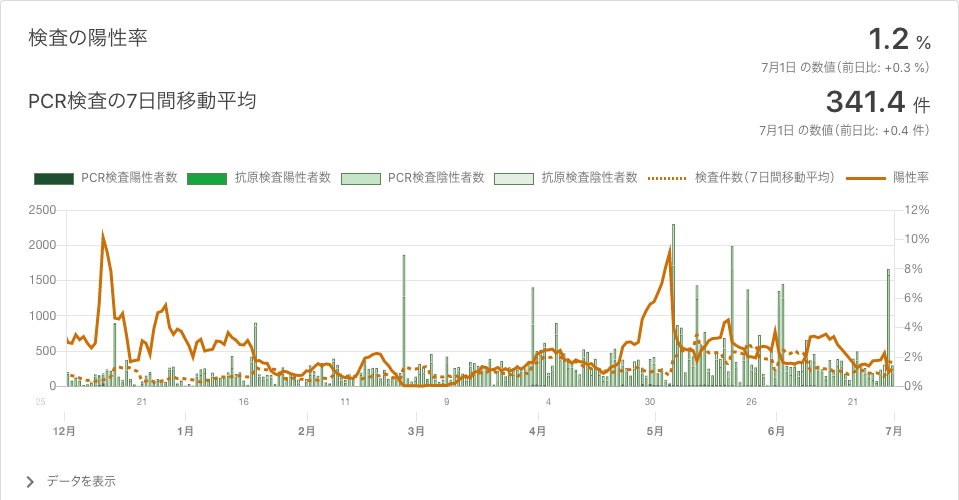 検査の陽性率
1.2 %
7月1日 の数値（前日比: +0.3 %）
PCR検査の7日間移動平均
341.4 件
7月1日 の数値（前日比: +0.4 件）
PCR検査陽性者数 抗原検査陽性者数 PCR検査陰性者数 抗原検査陰性者数 検査件数（7日間移動平均） 陽性率
2500 12%
2000 10%
1500 8%
1000 6%
500 4%
0 2%
0%
25 21 16 11 9 4 30 26 21
12月 1月 2月 3月 4月 5月 6月 7月
データを表示